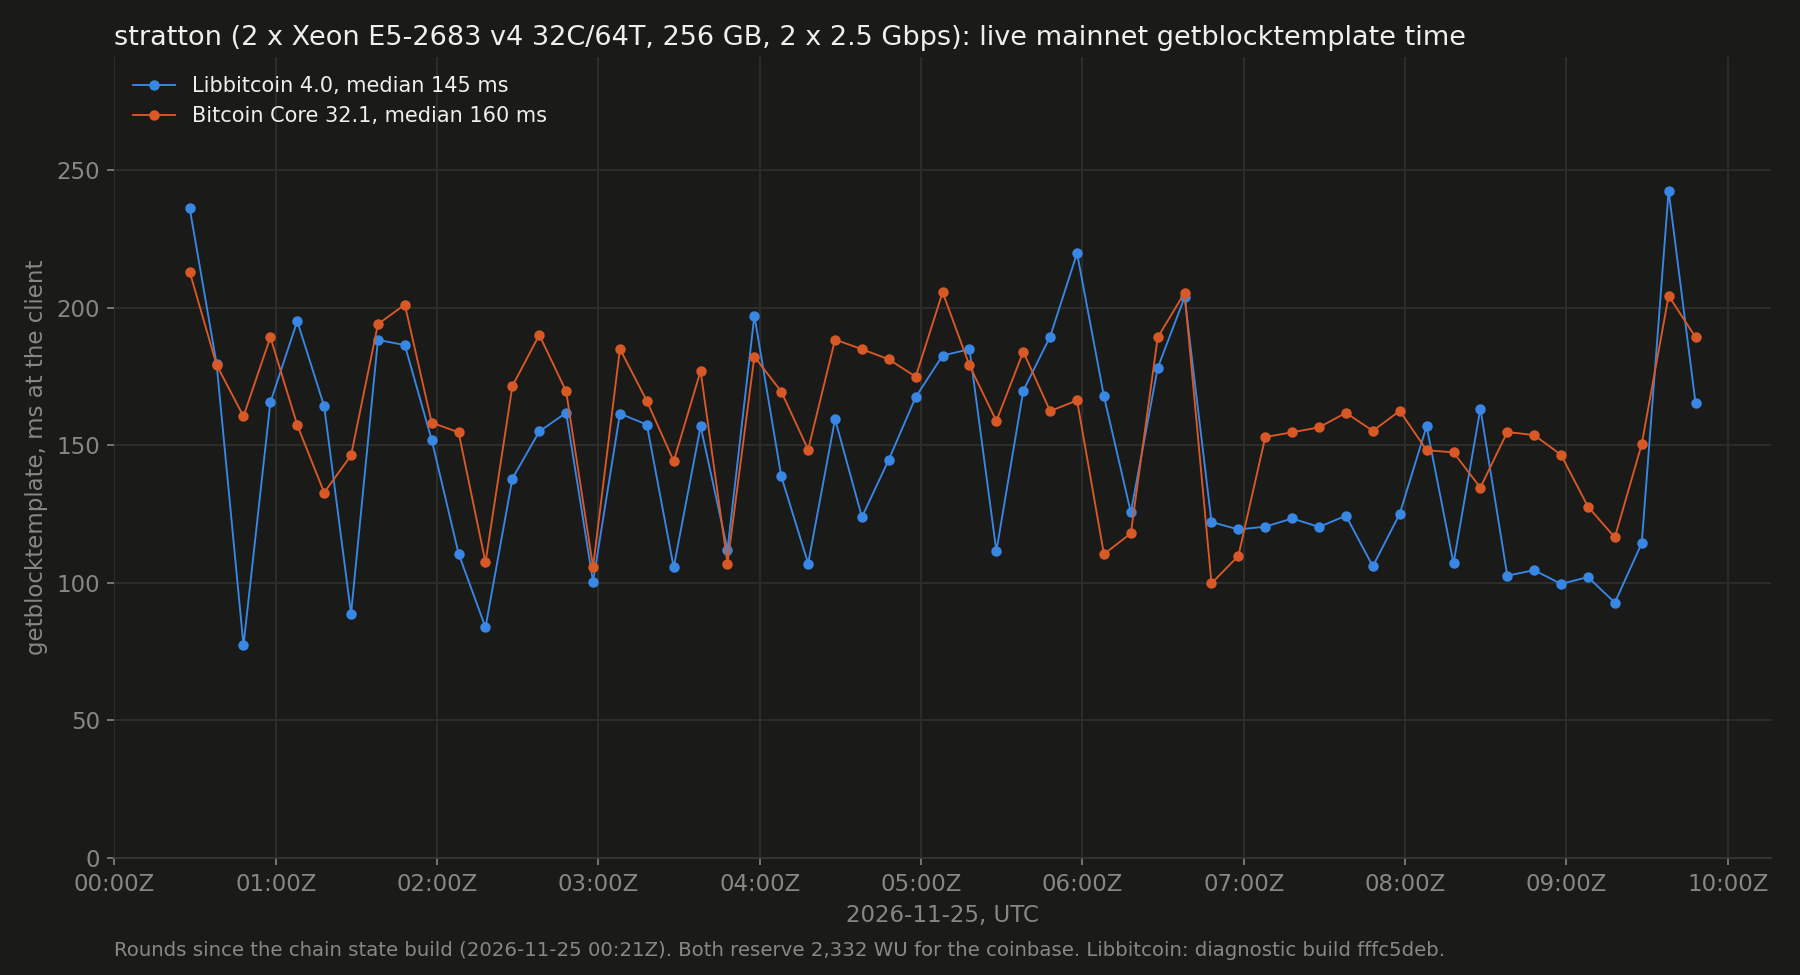 stratton (2 x Xeon E5-2683 v4 32C/64T, 256 GB, 2 x 2.5 Gbps): live mainnet getblocktemplate time
Libbitcoin 4.0, median 145 ms
Bitcoin Core 32.1, median 160 ms
getblocktemplate, ms at the client
250
200
150
100
50
0
00:00Z 01:00Z 02:00Z 03:00Z 04:00Z 05:00Z 06:00Z 07:00Z 08:00Z 09:00Z 10:00Z
2026-11-25, UTC
Rounds since the chain state build (2026-11-25 00:21Z). Both reserve 2,332 WU for the coinbase. Libbitcoin: diagnostic build fffc5deb.